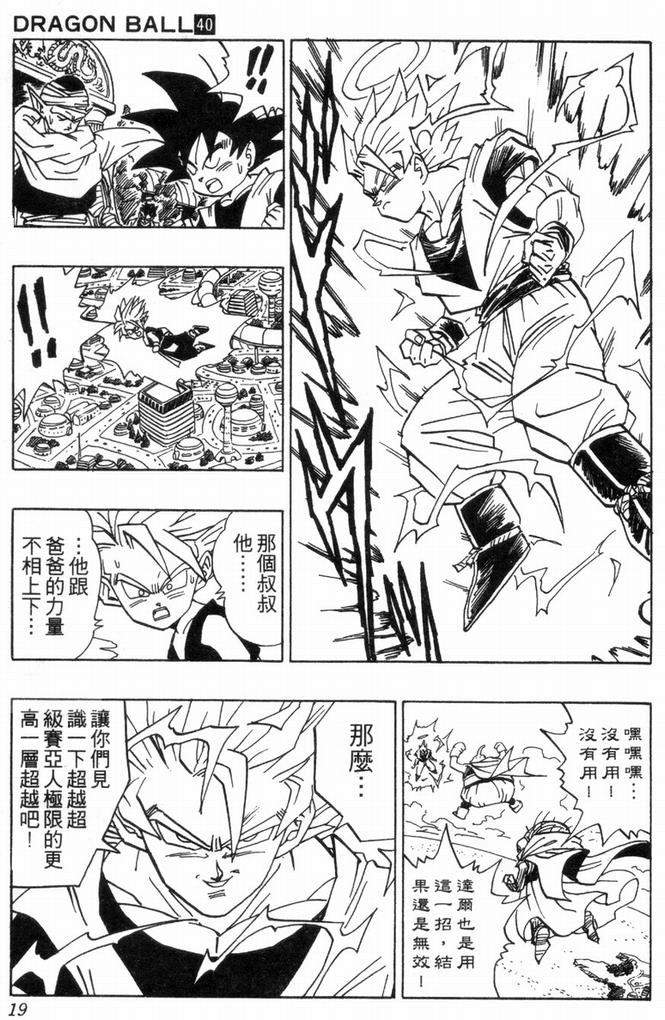 DRAGON BALL 40
!!
!!
那個叔叔
他……
…他跟
爸爸的力量
不相上下…
嘿嘿嘿…
沒有用！
沒有用！
達爾也是用
這一招，結
果還是無效！
那麼…
讓你們見
識一下超越超
級賽亞人極限的更
高一層超越吧！
19